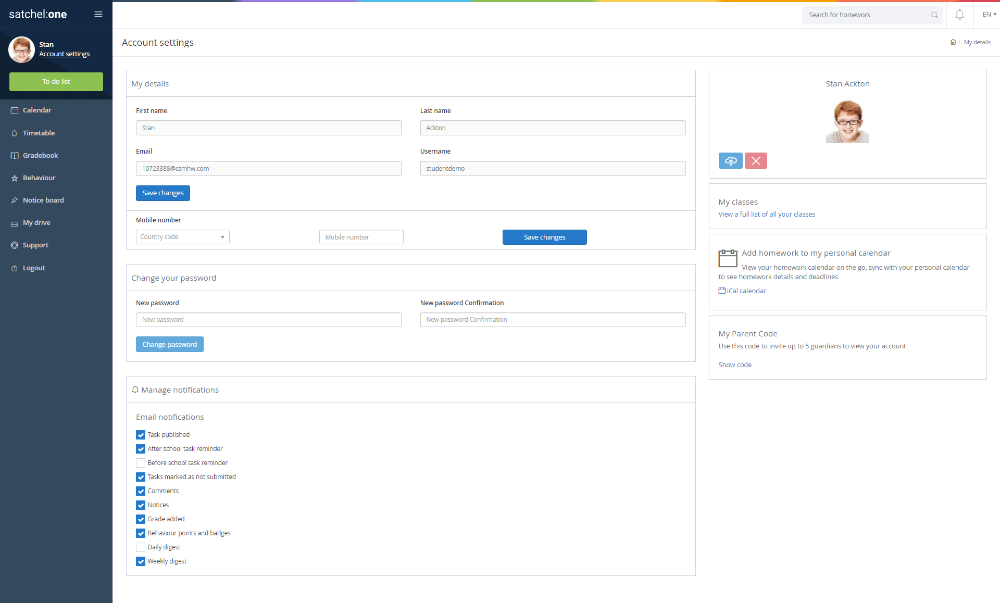 satchel:one
Search for homework
EN
Stan
Account settings
To-do list
Calendar
Timetable
Gradebook
Behaviour
Notice board
My drive
Support
Logout
Account settings
/ My details
My details
First name
Last name
Stan
Ackton
Email
Username
10723388@csmhw.com
studentdemo
Save changes
Mobile number
Country code
Mobile number
Save changes
Change your password
New password
New password Confirmation
New password
New password Confirmation
Change password
Manage notifications
Email notifications
Task published
After school task reminder
Before school task reminder
Tasks marked as not submitted
Comments
Notices
Grade added
Behaviour points and badges
Daily digest
Weekly digest
Stan Ackton
My classes
View a full list of all your classes
Add homework to my personal calendar
View your homework calendar on the go, sync with your personal calendar
to see homework details and deadlines
iCal calendar
My Parent Code
Use this code to invite up to 5 guardians to view your account
Show code